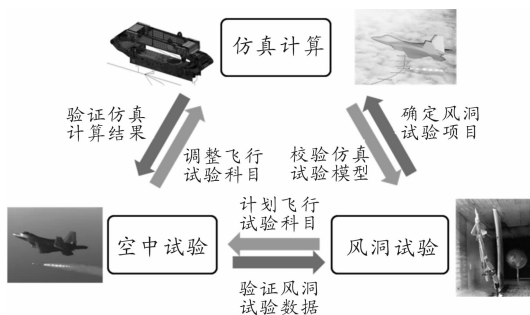 仿真计算
验证仿真
计算结果
调整飞行
试验科目
校验仿真
试验模型
确定风洞
试验项目
空中试验
计划飞行
试验科目
验证风洞
试验数据
风洞试验